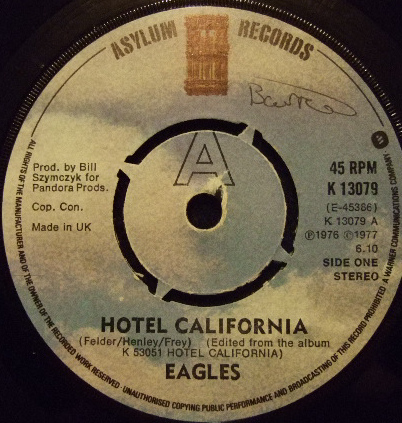 ASYLUM RECORDS
A
Prod. by Bill
Szymczyk for
Pandora Prods.
Cop. Con.
Made in UK
45 RPM
K 13079
(E-45386)
K 13079 A
℗1976 ©1977
6.10
SIDE ONE
STEREO
HOTEL CALIFORNIA
(Felder/Henley/Frey) (Edited from the album
K 53051 HOTEL CALIFORNIA)
EAGLES
ALL RIGHTS OF THE MANUFACTURER AND OF THE OWNER OF THE RECORDED WORK RESERVED · UNAUTHORISED COPYING PUBLIC PERFORMANCE AND BROADCASTING OF THIS RECORD PROHIBITED A WARNER COMMUNICATIONS COMPANY